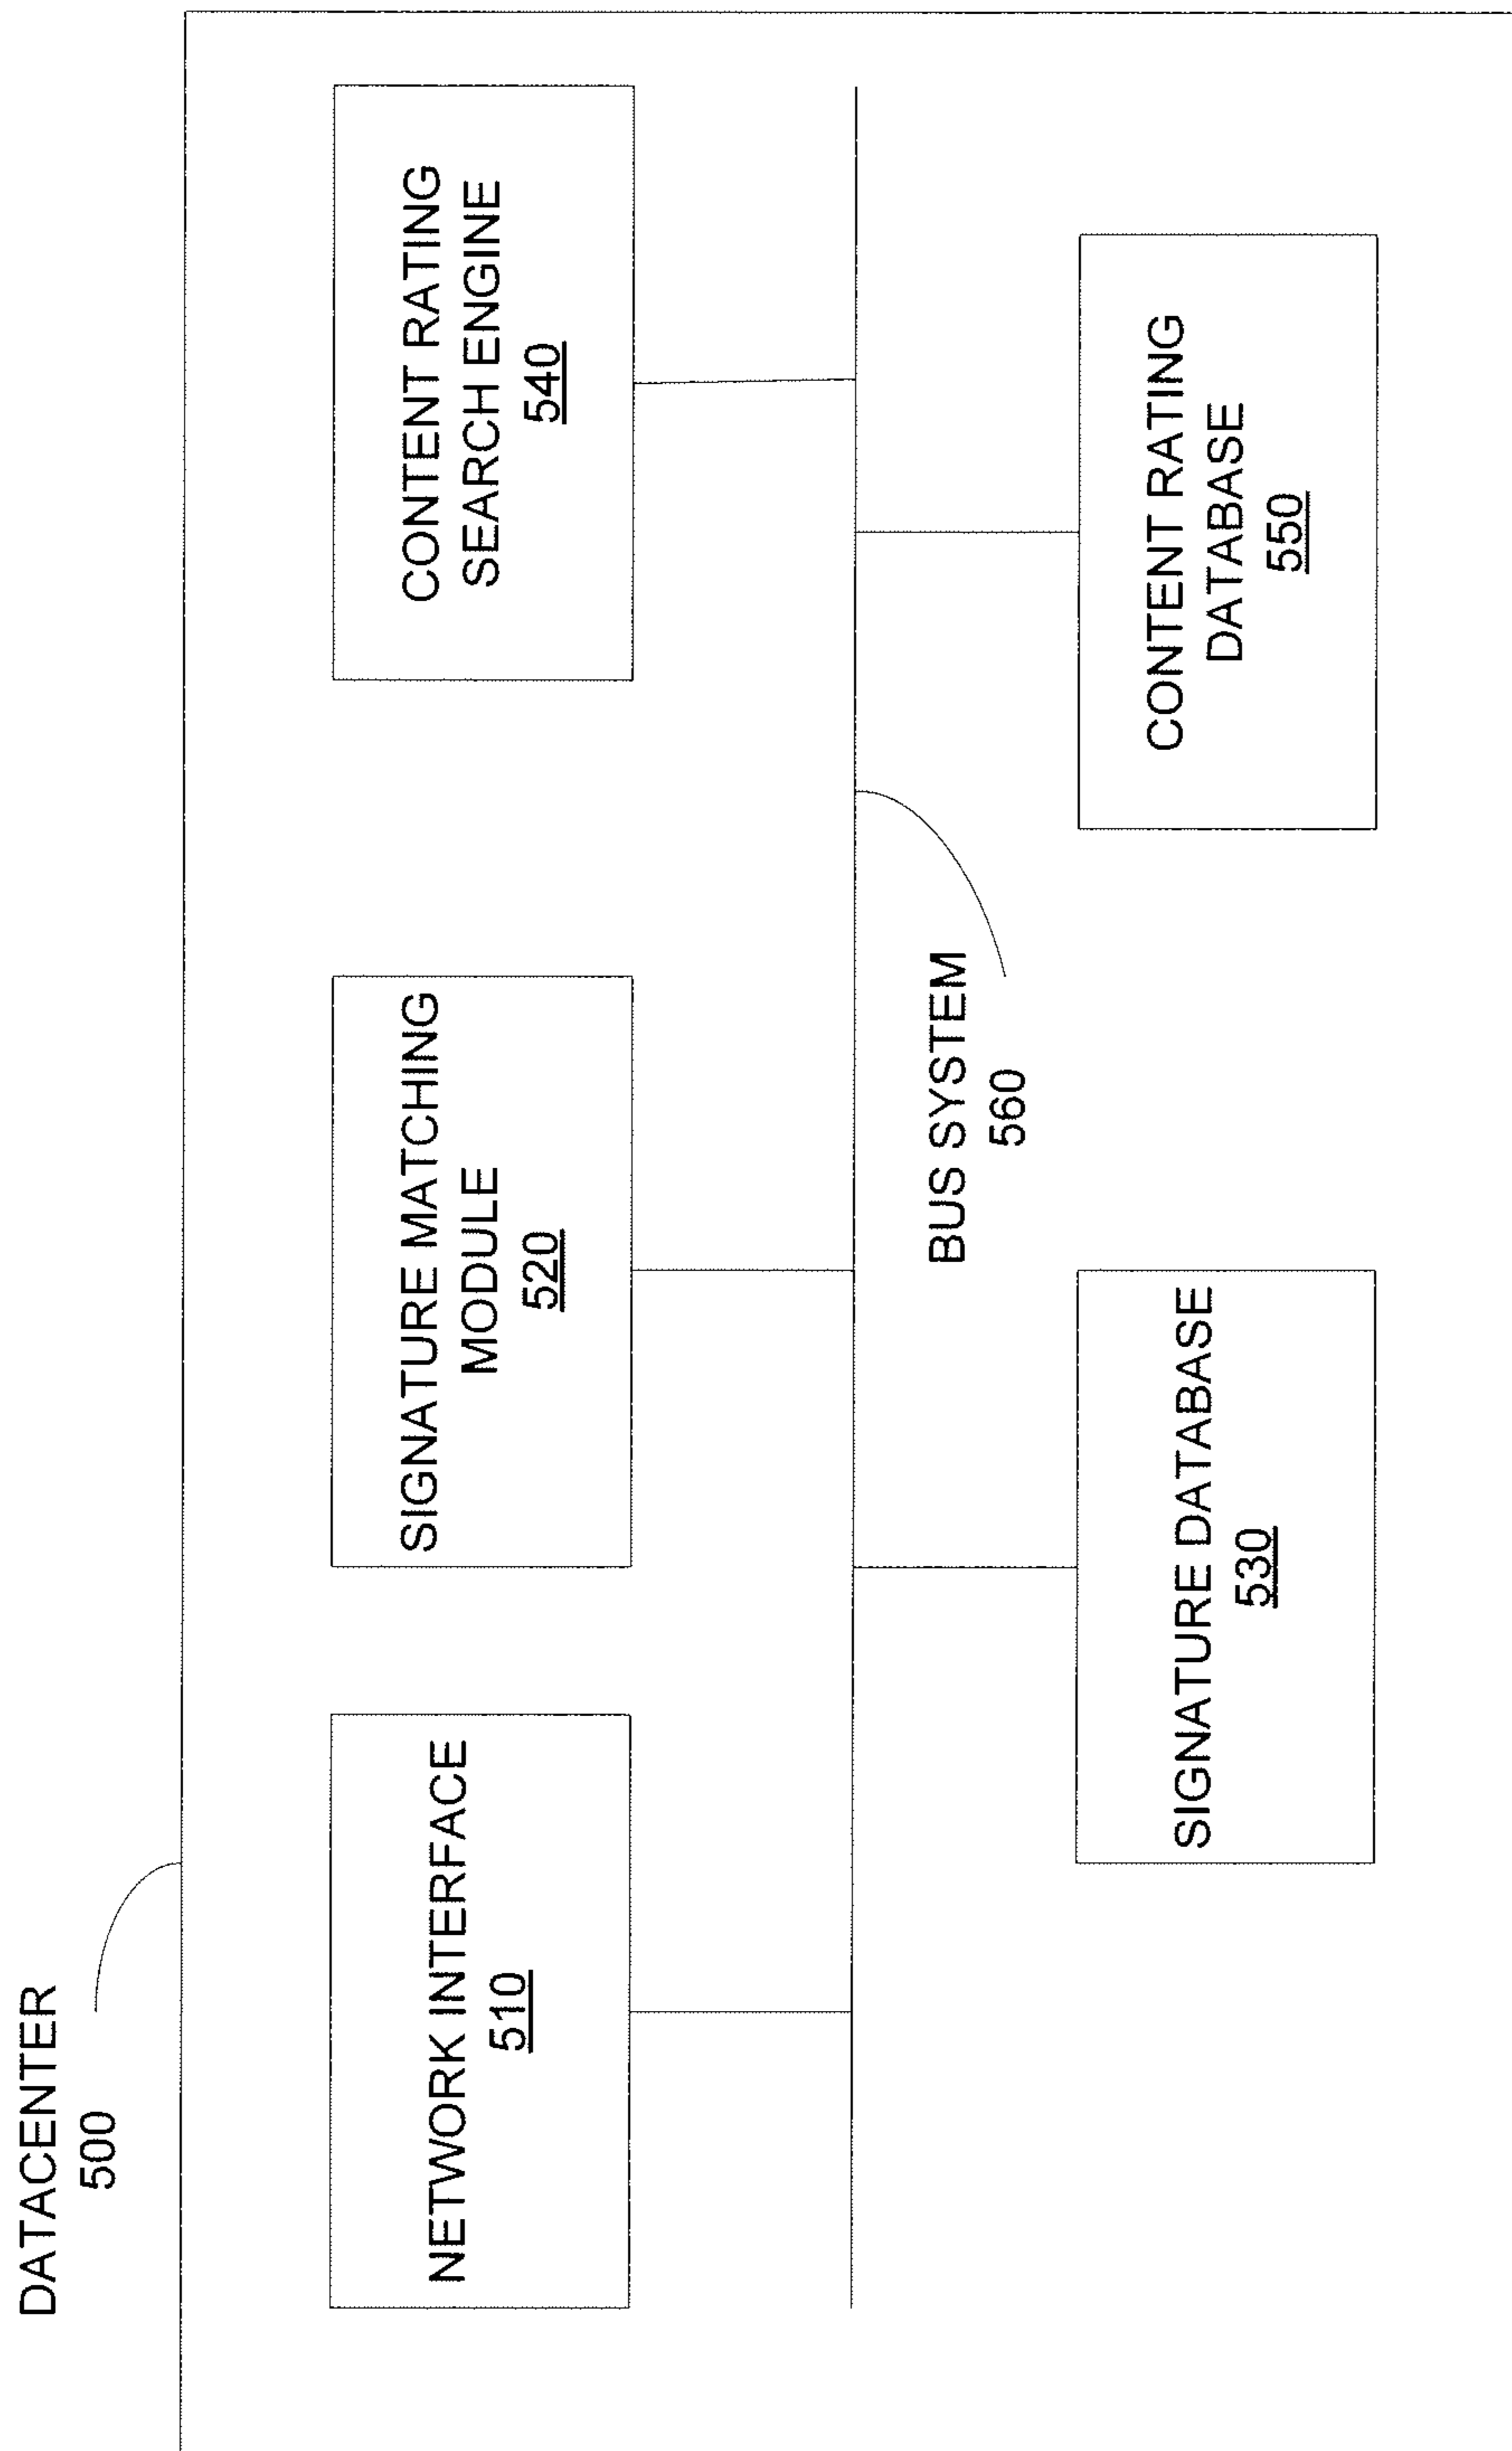 DATACENTER
500
NETWORK INTERFACE
510
SIGNATURE MATCHING
MODULE
520
CONTENT RATING
SEARCH ENGINE
540
BUS SYSTEM
560
SIGNATURE DATABASE
530
CONTENT RATING
DATABASE
550